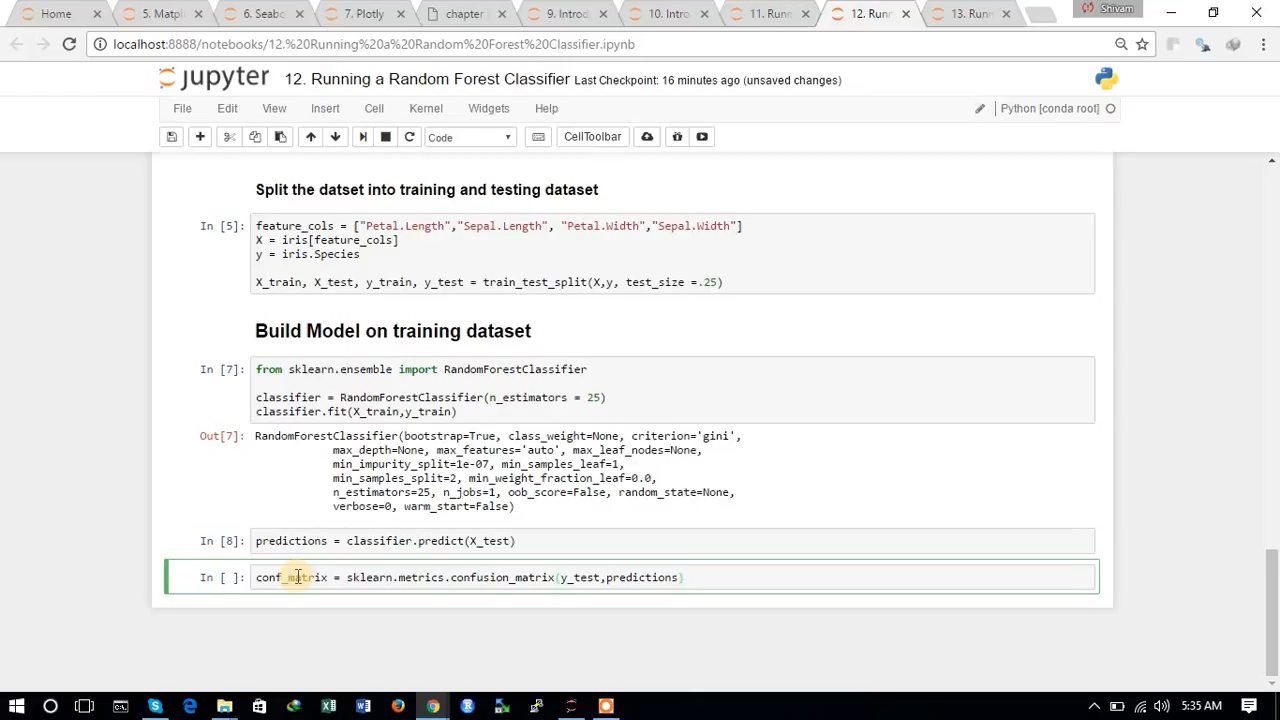 Home
5. Matpl
6. Seabo
7. Plotly
chapter
9. Introd
10. Intro
11. Runn
12. Runn
13. Runn
Shivam
localhost:8888/notebooks/12.%20Running%20a%20Random%20Forest%20Classifier.ipynb
jupyter 12. Running a Random Forest Classifier Last Checkpoint: 16 minutes ago (unsaved changes)
File Edit View Insert Cell Kernel Widgets Help Python [conda root]
Code CellToolbar
Split the datset into training and testing dataset
In [5]: feature_cols = ["Petal.Length","Sepal.Length", "Petal.Width","Sepal.Width"]
X = iris[feature_cols]
y = iris.Species
X_train, X_test, y_train, y_test = train_test_split(X,y, test_size =.25)
Build Model on training dataset
In [7]: from sklearn.ensemble import RandomForestClassifier
classifier = RandomForestClassifier(n_estimators = 25)
classifier.fit(X_train,y_train)
Out[7]: RandomForestClassifier(bootstrap=True, class_weight=None, criterion='gini',
max_depth=None, max_features='auto', max_leaf_nodes=None,
min_impurity_split=1e-07, min_samples_leaf=1,
min_samples_split=2, min_weight_fraction_leaf=0.0,
n_estimators=25, n_jobs=1, oob_score=False, random_state=None,
verbose=0, warm_start=False)
In [8]: predictions = classifier.predict(X_test)
In [ ]: conf_matrix = sklearn.metrics.confusion_matrix(y_test,predictions)
5:35 AM